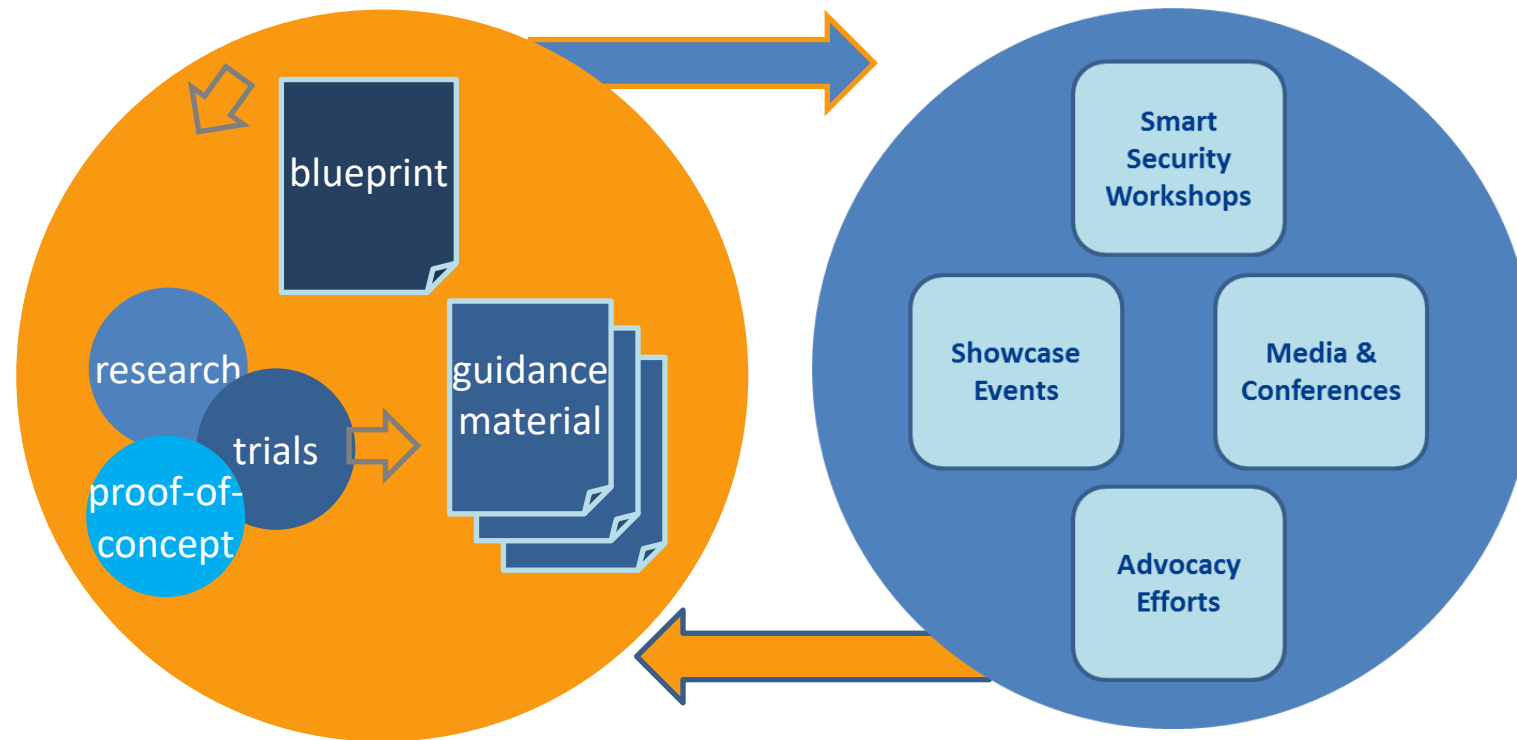 blueprint
research
trials
proof-of-
concept
guidance
material
Smart
Security
Workshops
Showcase
Events
Media &
Conferences
Advocacy
Efforts